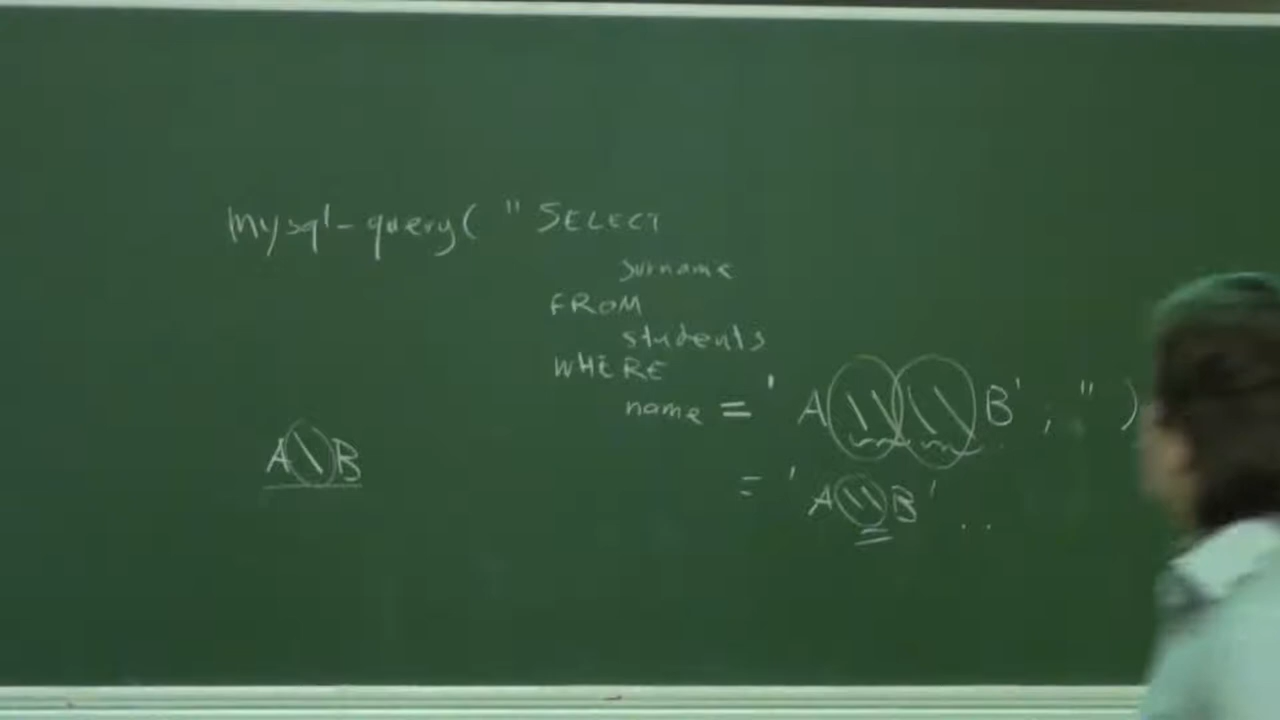 mysql-query( " SELECT
surname
FROM
students
WHERE
name = ' A\\\\B' ; " )
A\B
= ' A\\B' ..